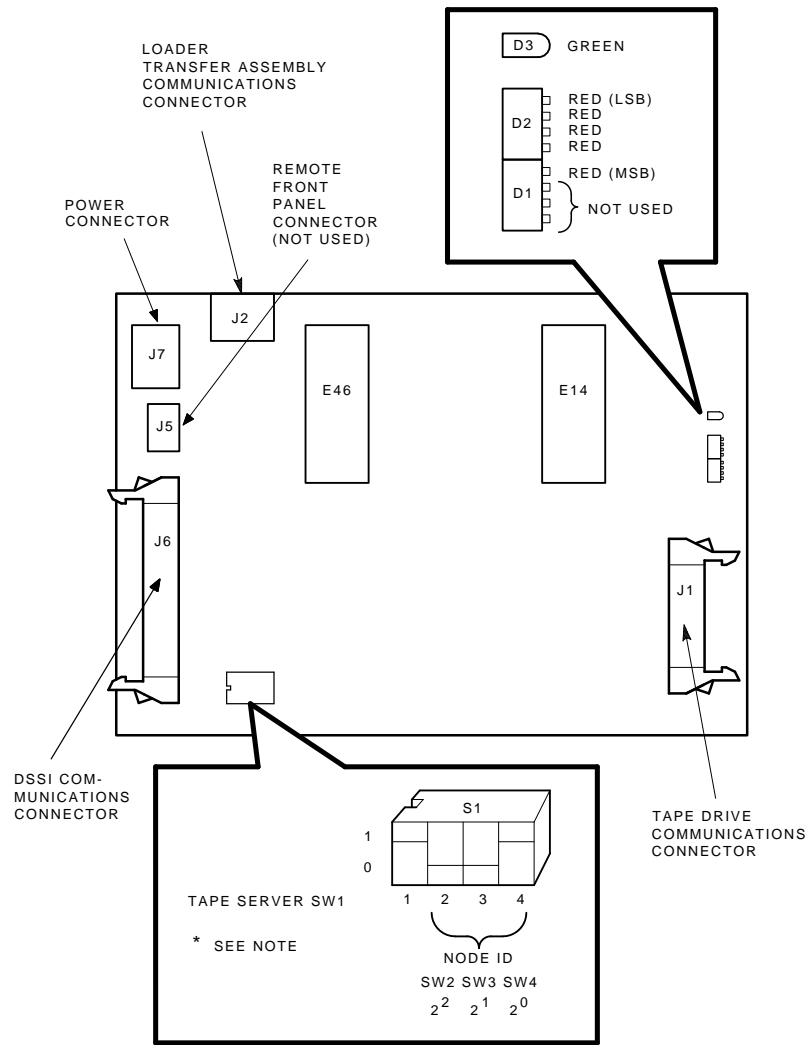 LOADER
TRANSFER ASSEMBLY
COMMUNICATIONS
CONNECTOR
REMOTE
FRONT
PANEL
CONNECTOR
(NOT USED)
POWER
CONNECTOR
D3 GREEN
D2
RED (LSB)
RED
RED
RED
D1
RED (MSB)
NOT USED
J2
J7
J5
E46
E14
J6
J1
DSSI COM-
MUNICATIONS
CONNECTOR
TAPE DRIVE
COMMUNICATIONS
CONNECTOR
S1
1
0
TAPE SERVER SW1
1 2 3 4
* SEE NOTE
NODE ID
SW2 SW3 SW4
2² 2¹ 2⁰